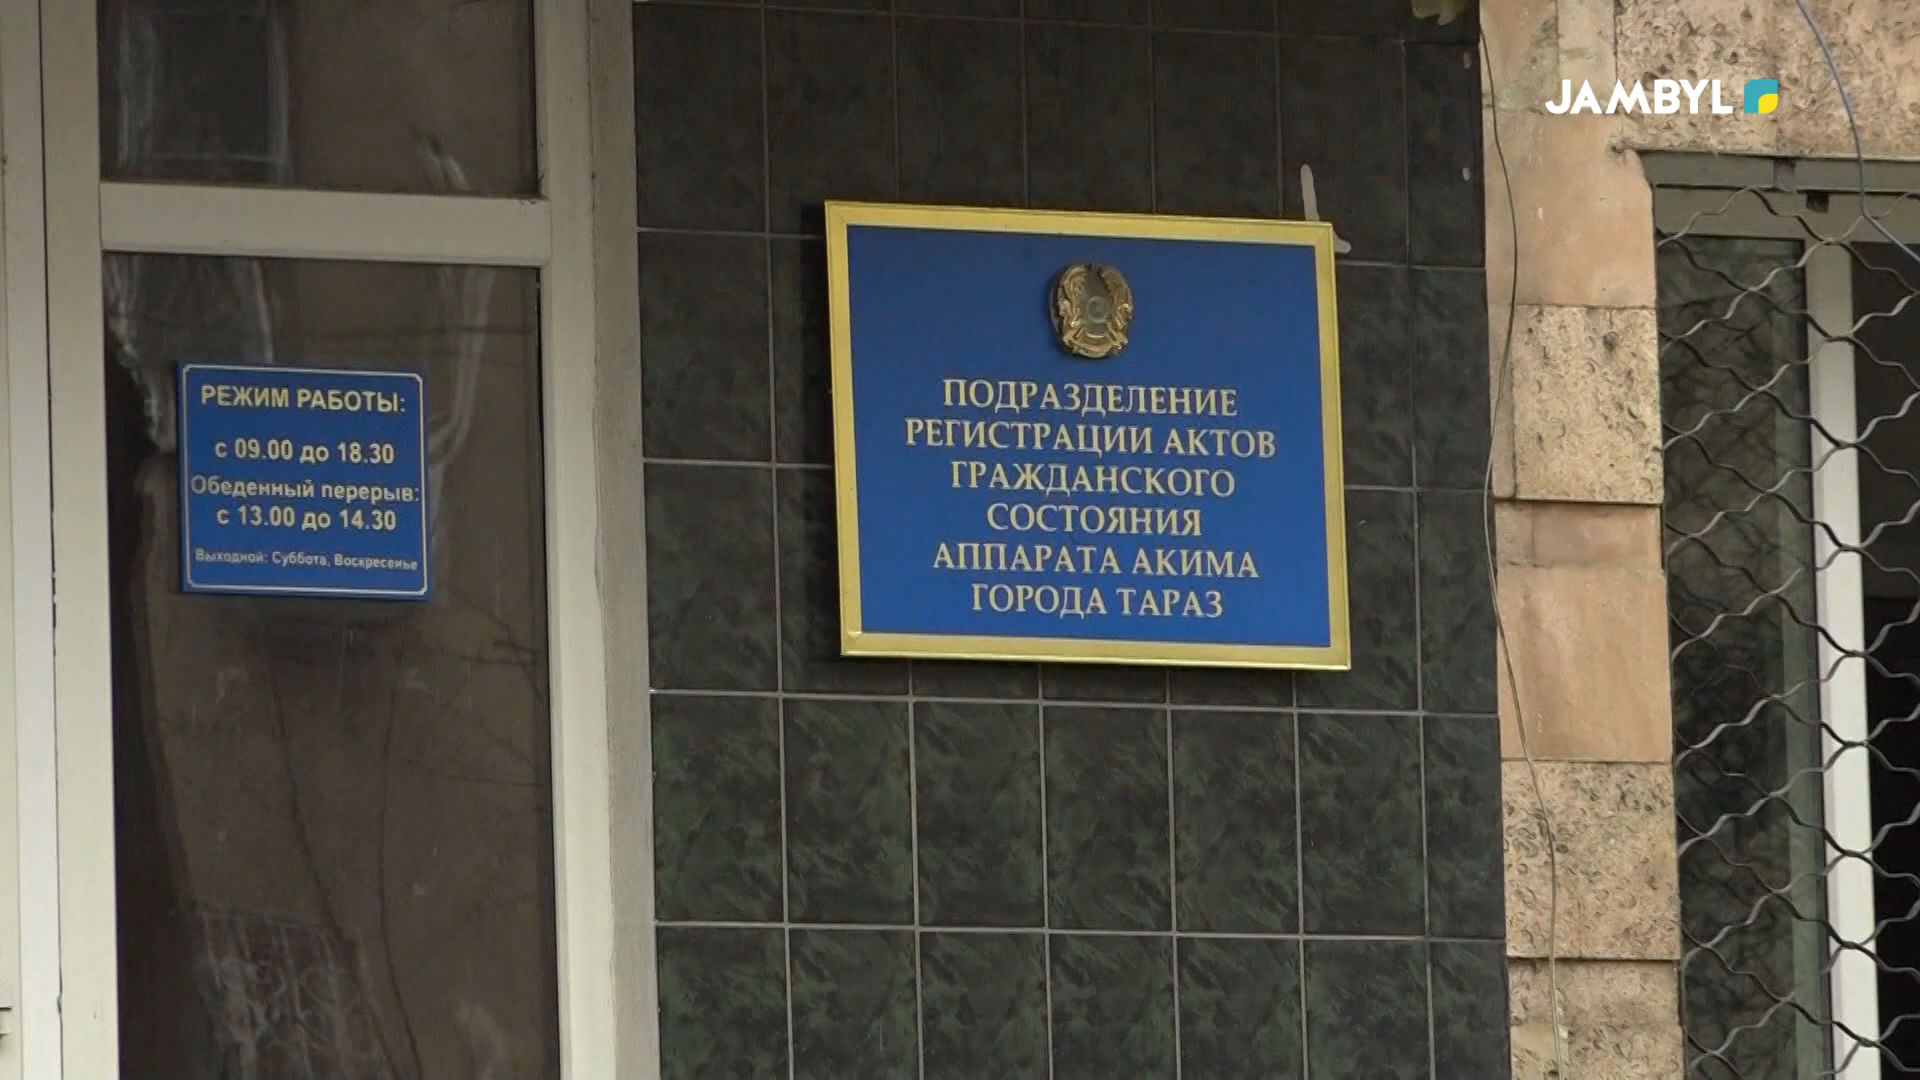 JAMBYL
РЕЖИМ РАБОТЫ:
с 09.00 до 18.30
Обеденный перерыв:
с 13.00 до 14.30
Выходной: Суббота, Воскресенье
ПОДРАЗДЕЛЕНИЕ
РЕГИСТРАЦИИ АКТОВ
ГРАЖДАНСКОГО
СОСТОЯНИЯ
АППАРАТА АКИМА
ГОРОДА ТАРАЗ